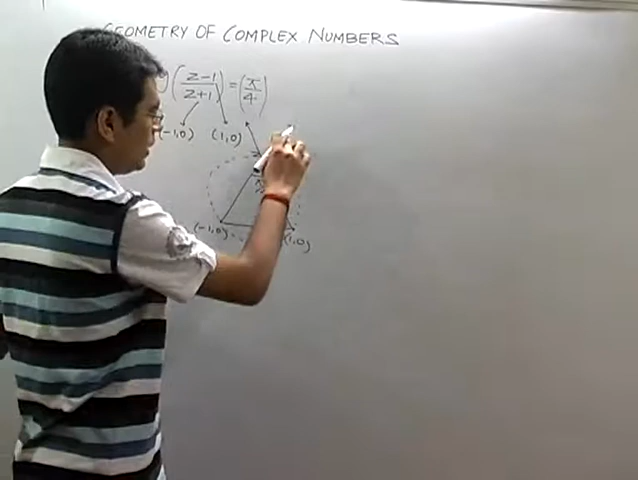 GEOMETRY OF COMPLEX NUMBERS
(z-1/z+1) = (π/4)
(-1,0) (1,0)
(-1,0) (1,0)